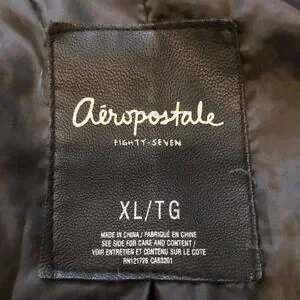 aéropostale
EIGHTY-SEVEN
XL/TG
MADE IN CHINA / FABRIQUÉ EN CHINE
SEE SIDE FOR CARE AND CONTENT /
VOIR ENTRETIEN ET CONTENU SUR LE COTE
RN121726 CA53201